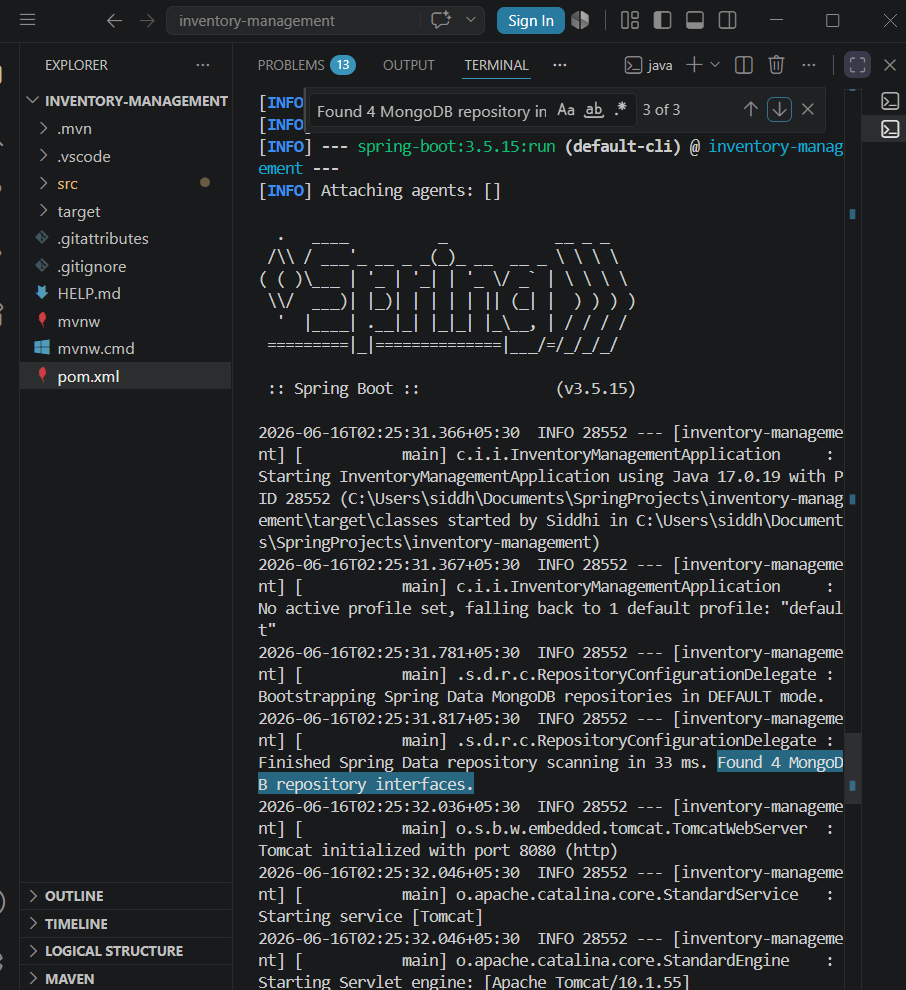 inventory-management
Sign In
EXPLORER
INVENTORY-MANAGEMENT
.mvn
.vscode
src
target
.gitattributes
.gitignore
HELP.md
mvnw
mvnw.cmd
pom.xml
OUTLINE
TIMELINE
LOGICAL STRUCTURE
MAVEN
PROBLEMS 13 OUTPUT TERMINAL
java
Found 4 MongoDB repository in Aa ab .* 3 of 3
[INFO
[INFO
[INFO] --- spring-boot:3.5.15:run (default-cli) @ inventory-manag
ement ---
[INFO] Attaching agents: []
  .   ____          _            __ _ _
 /\\ / ___'_ __ _ _(_)_ __  __ _ \ \ \ \
( ( )\___ | '_ | '_| | '_ \/ _` | \ \ \ \
 \\/  ___)| |_)| | | | | || (_| |  ) ) ) )
  '  |____| .__|_| |_|_| |_\__, | / / / /
 =========|_|==============|___/=/_/_/_/
:: Spring Boot ::                (v3.5.15)
2026-06-16T02:25:31.366+05:30  INFO 28552 --- [inventory-manageme
nt] [           main] c.i.i.InventoryManagementApplication     :
Starting InventoryManagementApplication using Java 17.0.19 with P
ID 28552 (C:\Users\siddh\Documents\SpringProjects\inventory-manag
ement\target\classes started by Siddhi in C:\Users\siddh\Document
s\SpringProjects\inventory-management)
2026-06-16T02:25:31.367+05:30  INFO 28552 --- [inventory-manageme
nt] [           main] c.i.i.InventoryManagementApplication     :
No active profile set, falling back to 1 default profile: "defaul
t"
2026-06-16T02:25:31.781+05:30  INFO 28552 --- [inventory-manageme
nt] [           main] .s.d.r.c.RepositoryConfigurationDelegate :
Bootstrapping Spring Data MongoDB repositories in DEFAULT mode.
2026-06-16T02:25:31.817+05:30  INFO 28552 --- [inventory-manageme
nt] [           main] .s.d.r.c.RepositoryConfigurationDelegate :
Finished Spring Data repository scanning in 33 ms. Found 4 MongoD
B repository interfaces.
2026-06-16T02:25:32.036+05:30  INFO 28552 --- [inventory-manageme
nt] [           main] o.s.b.w.embedded.tomcat.TomcatWebServer  :
Tomcat initialized with port 8080 (http)
2026-06-16T02:25:32.046+05:30  INFO 28552 --- [inventory-manageme
nt] [           main] o.apache.catalina.core.StandardService   :
Starting service [Tomcat]
2026-06-16T02:25:32.046+05:30  INFO 28552 --- [inventory-manageme
nt] [           main] o.apache.catalina.core.StandardEngine    :
Starting Servlet engine: [Apache Tomcat/10.1.55]